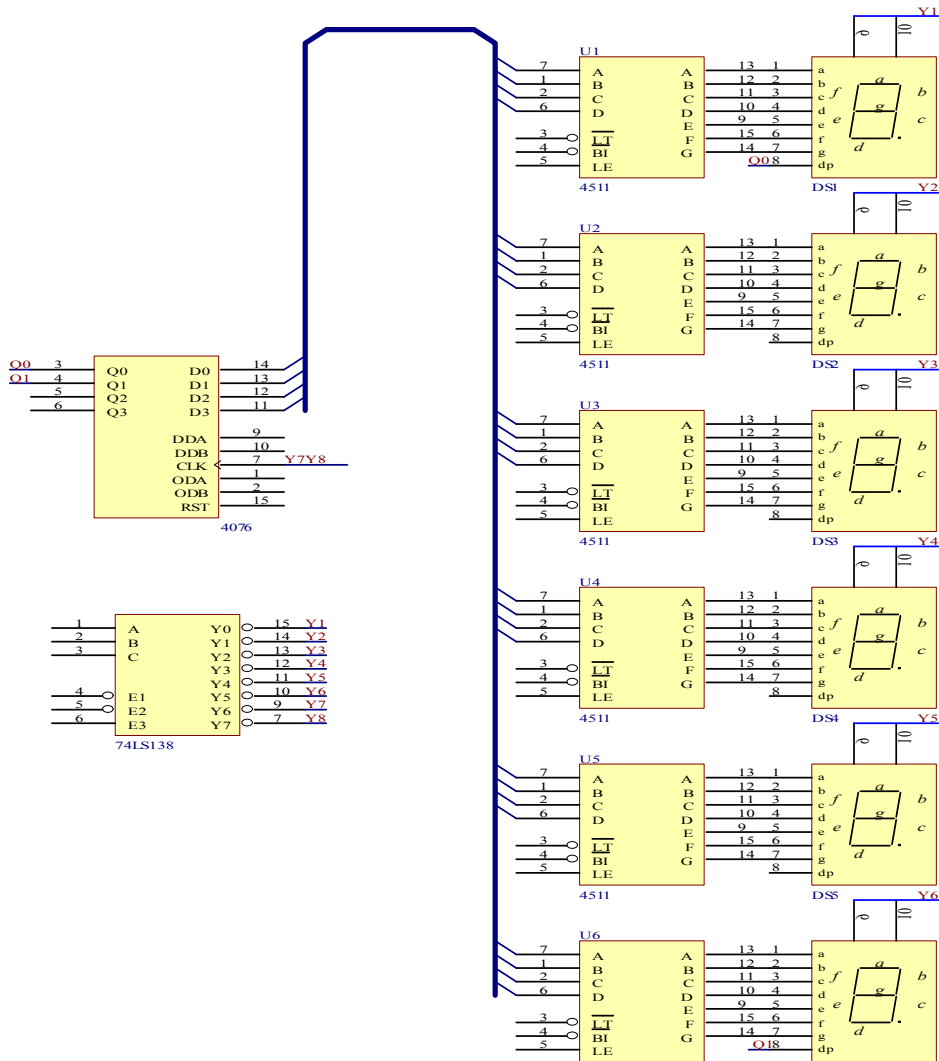 Y1
9 10
U1
7 A A 13 1 a
1 B B 12 2 b
2 C C 11 3 c
6 D D 10 4 d
E 9 5 e
3 LT F 15 6 f
4 BI G 14 7 g
5 LE Q0 8 dp
a b f g c e d
4511 DS1
Y2
9 10
U2
7 A A 13 1 a
1 B B 12 2 b
2 C C 11 3 c
6 D D 10 4 d
E 9 5 e
3 LT F 15 6 f
4 BI G 14 7 g
5 LE 8 dp
a b f g c e d
4511 DS2
Q0 3 Q0 D0 14
Q1 4 Q1 D1 13
5 Q2 D2 12
6 Q3 D3 11
DDA 9
DDB 10
CLK 7 Y7Y8
ODA 1
ODB 2
RST 15
4076
Y3
9 10
U3
7 A A 13 1 a
1 B B 12 2 b
2 C C 11 3 c
6 D D 10 4 d
E 9 5 e
3 LT F 15 6 f
4 BI G 14 7 g
5 LE 8 dp
a b f g c e d
4511 DS3
Y4
9 10
U4
7 A A 13 1 a
1 B B 12 2 b
2 C C 11 3 c
6 D D 10 4 d
E 9 5 e
3 LT F 15 6 f
4 BI G 14 7 g
5 LE 8 dp
a b f g c e d
4511 DS4
1 A Y0 15 Y1
2 B Y1 14 Y2
3 C Y2 13 Y3
Y3 12 Y4
Y4 11 Y5
4 E1 Y5 10 Y6
5 E2 Y6 9 Y7
6 E3 Y7 7 Y8
74LS138
Y5
9 10
U5
7 A A 13 1 a
1 B B 12 2 b
2 C C 11 3 c
6 D D 10 4 d
E 9 5 e
3 LT F 15 6 f
4 BI G 14 7 g
5 LE 8 dp
a b f g c e d
4511 DS5
Y6
9 10
U6
7 A A 13 1 a
1 B B 12 2 b
2 C C 11 3 c
6 D D 10 4 d
E 9 5 e
3 LT F 15 6 f
4 BI G 14 7 g
5 LE Q1 8 dp
a b f g c e d